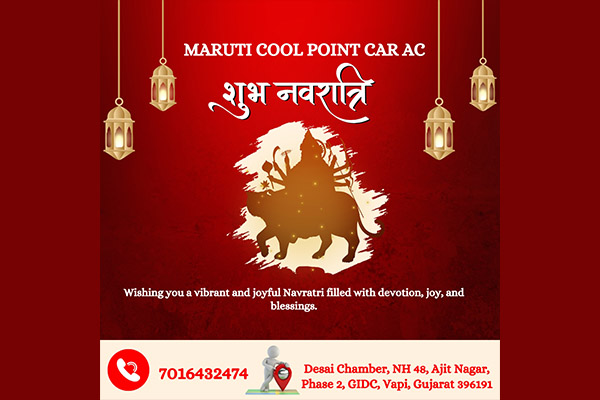 MARUTI COOL POINT CAR AC
शुभ नवरात्रि
Wishing you a vibrant and joyful Navratri filled with devotion, joy, and
blessings.
7016432474
Desai Chamber, NH 48, Ajit Nagar,
Phase 2, GIDC, Vapi, Gujarat 396191